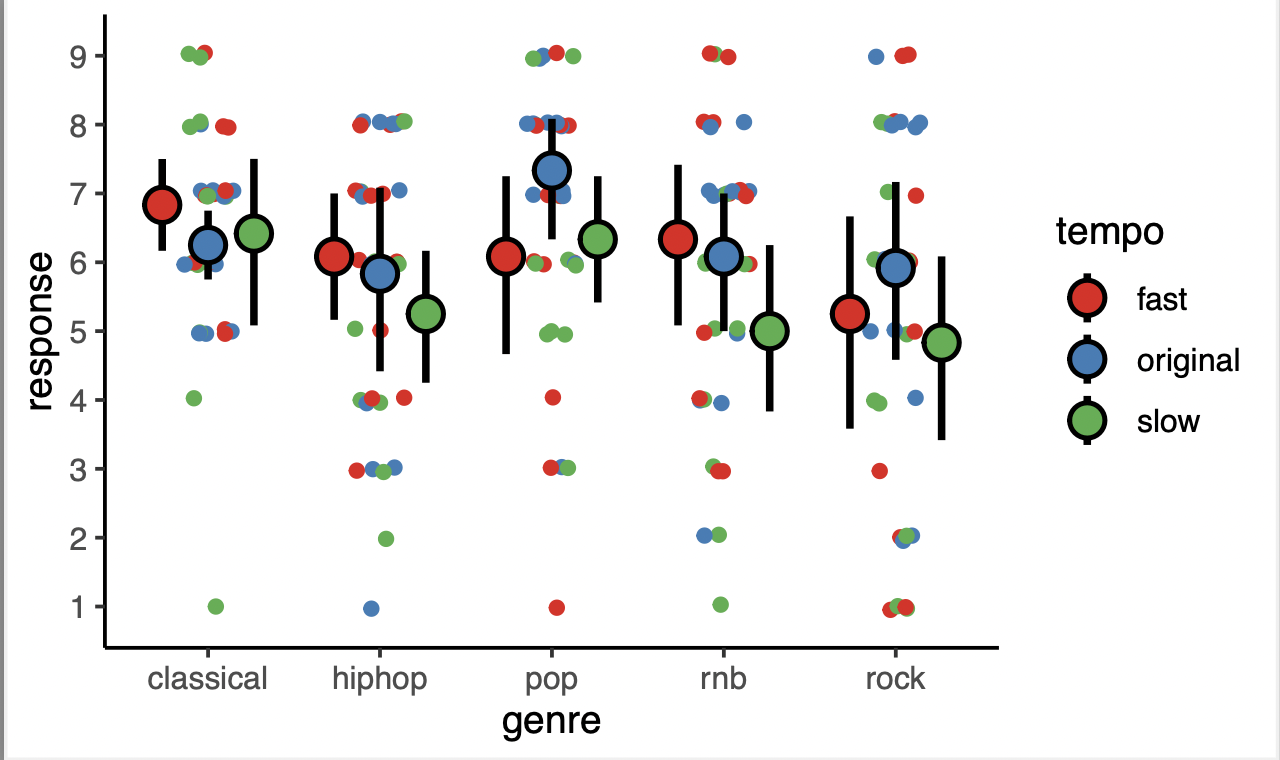 9
8
7
6
5
4
3
2
1
response
classical hiphop pop rnb rock
genre
tempo
fast
original
slow